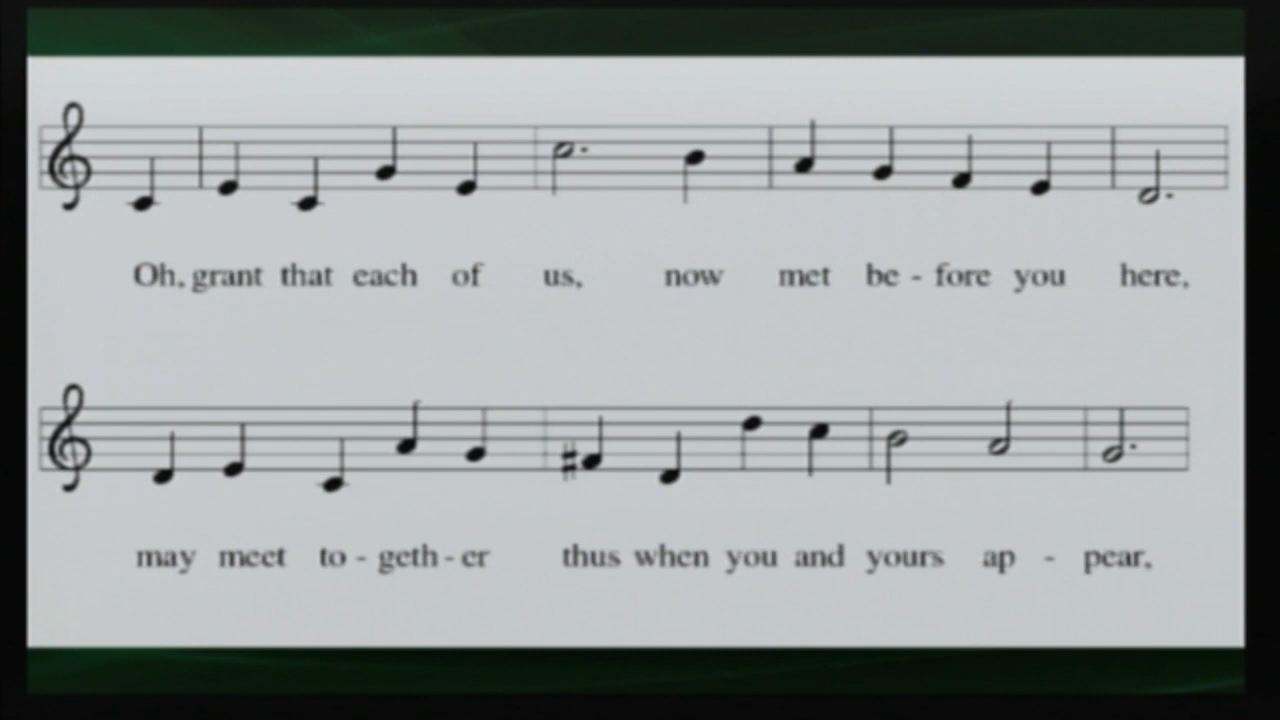 Oh, grant that each of us, now met be - fore you here,
may meet to - geth - er thus when you and yours ap - pear,